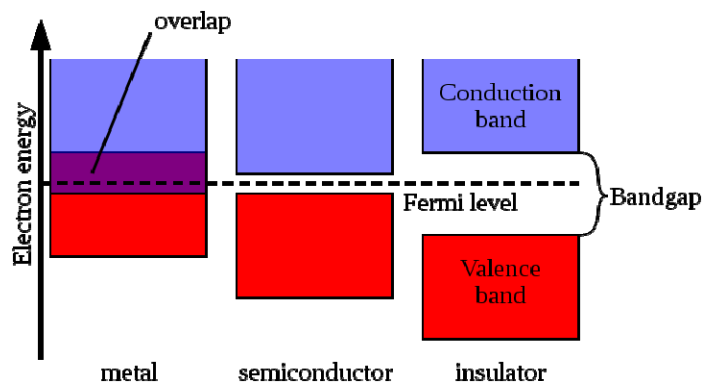 overlap
Electron energy
Conduction
band
Fermi level
Bandgap
Valence
band
metal
semiconductor
insulator